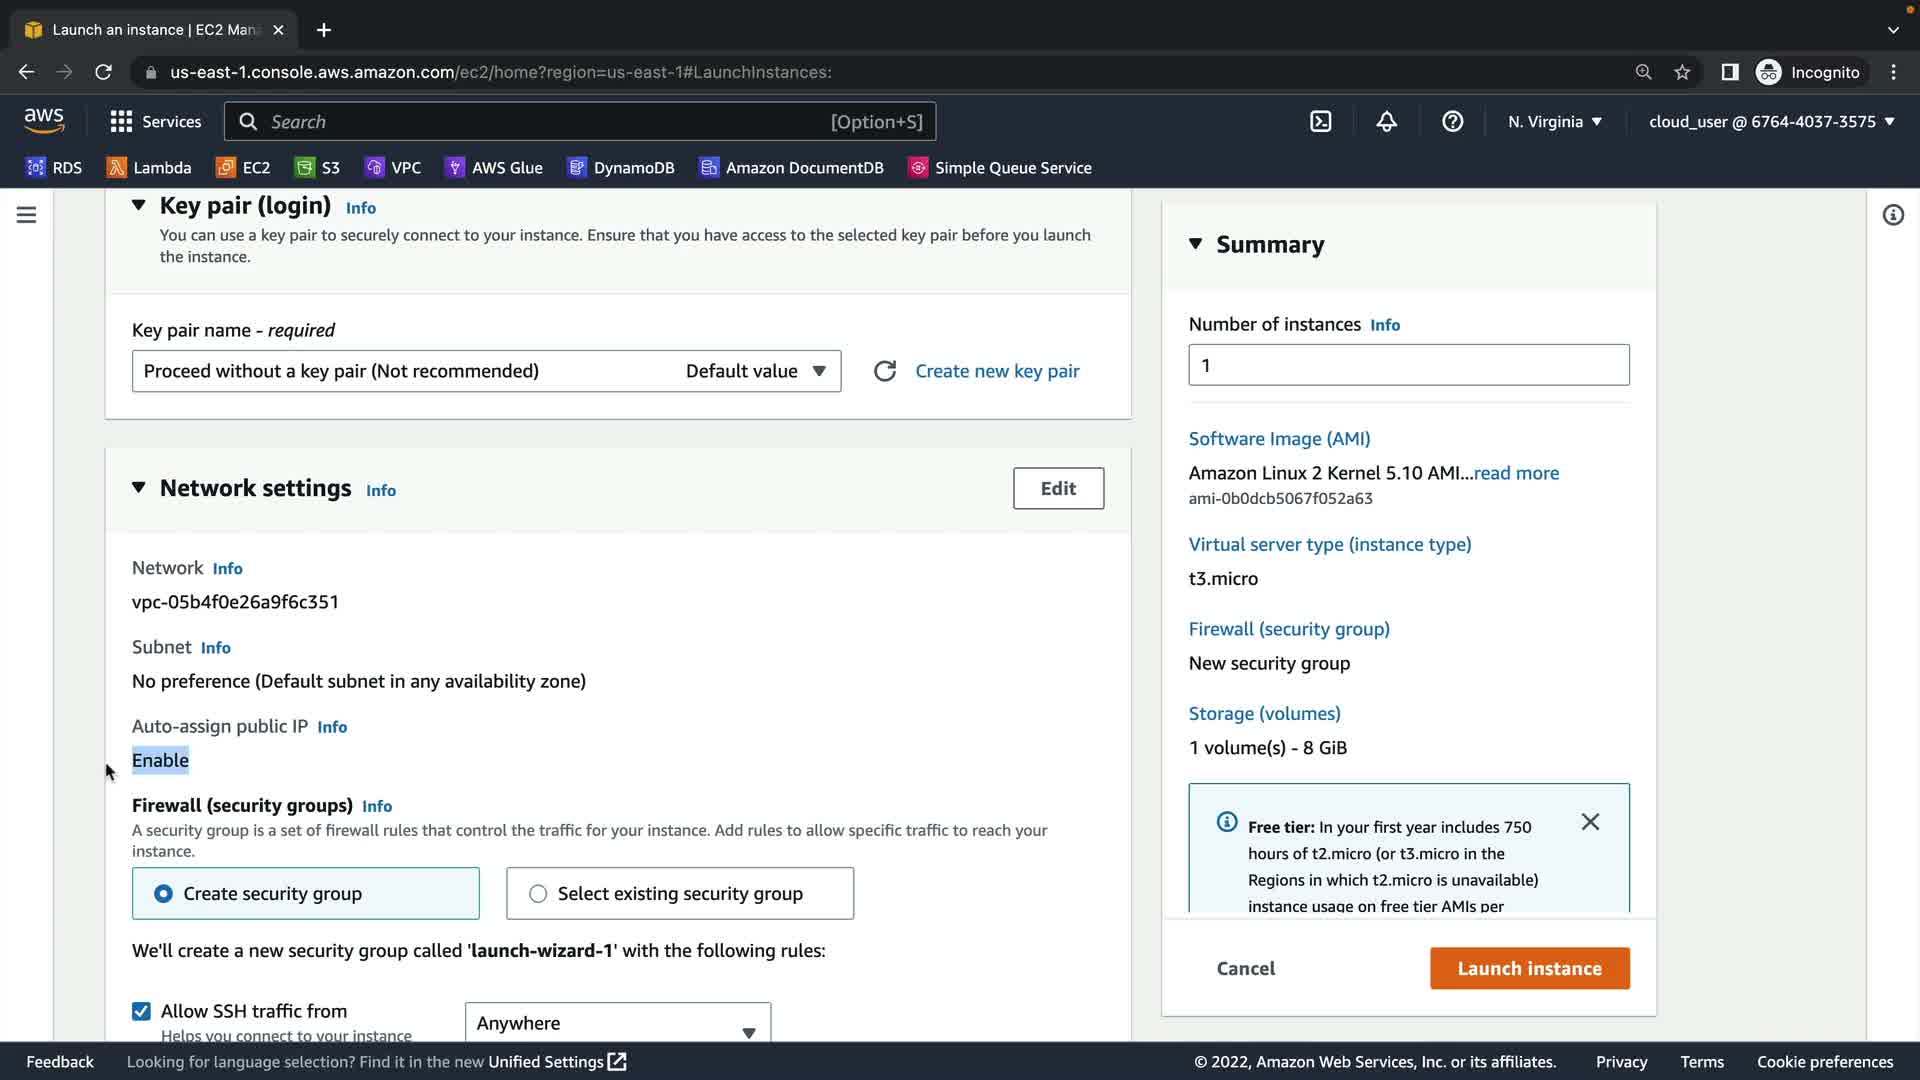 Launch an instance | EC2 Mana
us-east-1.console.aws.amazon.com/ec2/home?region=us-east-1#LaunchInstances:
Incognito
aws
Services
Search
[Option+S]
N. Virginia
cloud_user @ 6764-4037-3575
RDS
Lambda
EC2
S3
VPC
AWS Glue
DynamoDB
Amazon DocumentDB
Simple Queue Service
Key pair (login) Info
You can use a key pair to securely connect to your instance. Ensure that you have access to the selected key pair before you launch
the instance.
Key pair name - required
Proceed without a key pair (Not recommended) Default value
Create new key pair
Network settings Info
Edit
Network Info
vpc-05b4f0e26a9f6c351
Subnet Info
No preference (Default subnet in any availability zone)
Auto-assign public IP Info
Enable
Firewall (security groups) Info
A security group is a set of firewall rules that control the traffic for your instance. Add rules to allow specific traffic to reach your
instance.
Create security group
Select existing security group
We'll create a new security group called 'launch-wizard-1' with the following rules:
Allow SSH traffic from
Helps you connect to your instance
Anywhere
Summary
Number of instances Info
1
Software Image (AMI)
Amazon Linux 2 Kernel 5.10 AMI...read more
ami-0b0dcb5067f052a63
Virtual server type (instance type)
t3.micro
Firewall (security group)
New security group
Storage (volumes)
1 volume(s) - 8 GiB
Free tier: In your first year includes 750
hours of t2.micro (or t3.micro in the
Regions in which t2.micro is unavailable)
instance usage on free tier AMIs per
Cancel
Launch instance
Feedback
Looking for language selection? Find it in the new Unified Settings
© 2022, Amazon Web Services, Inc. or its affiliates.
Privacy
Terms
Cookie preferences